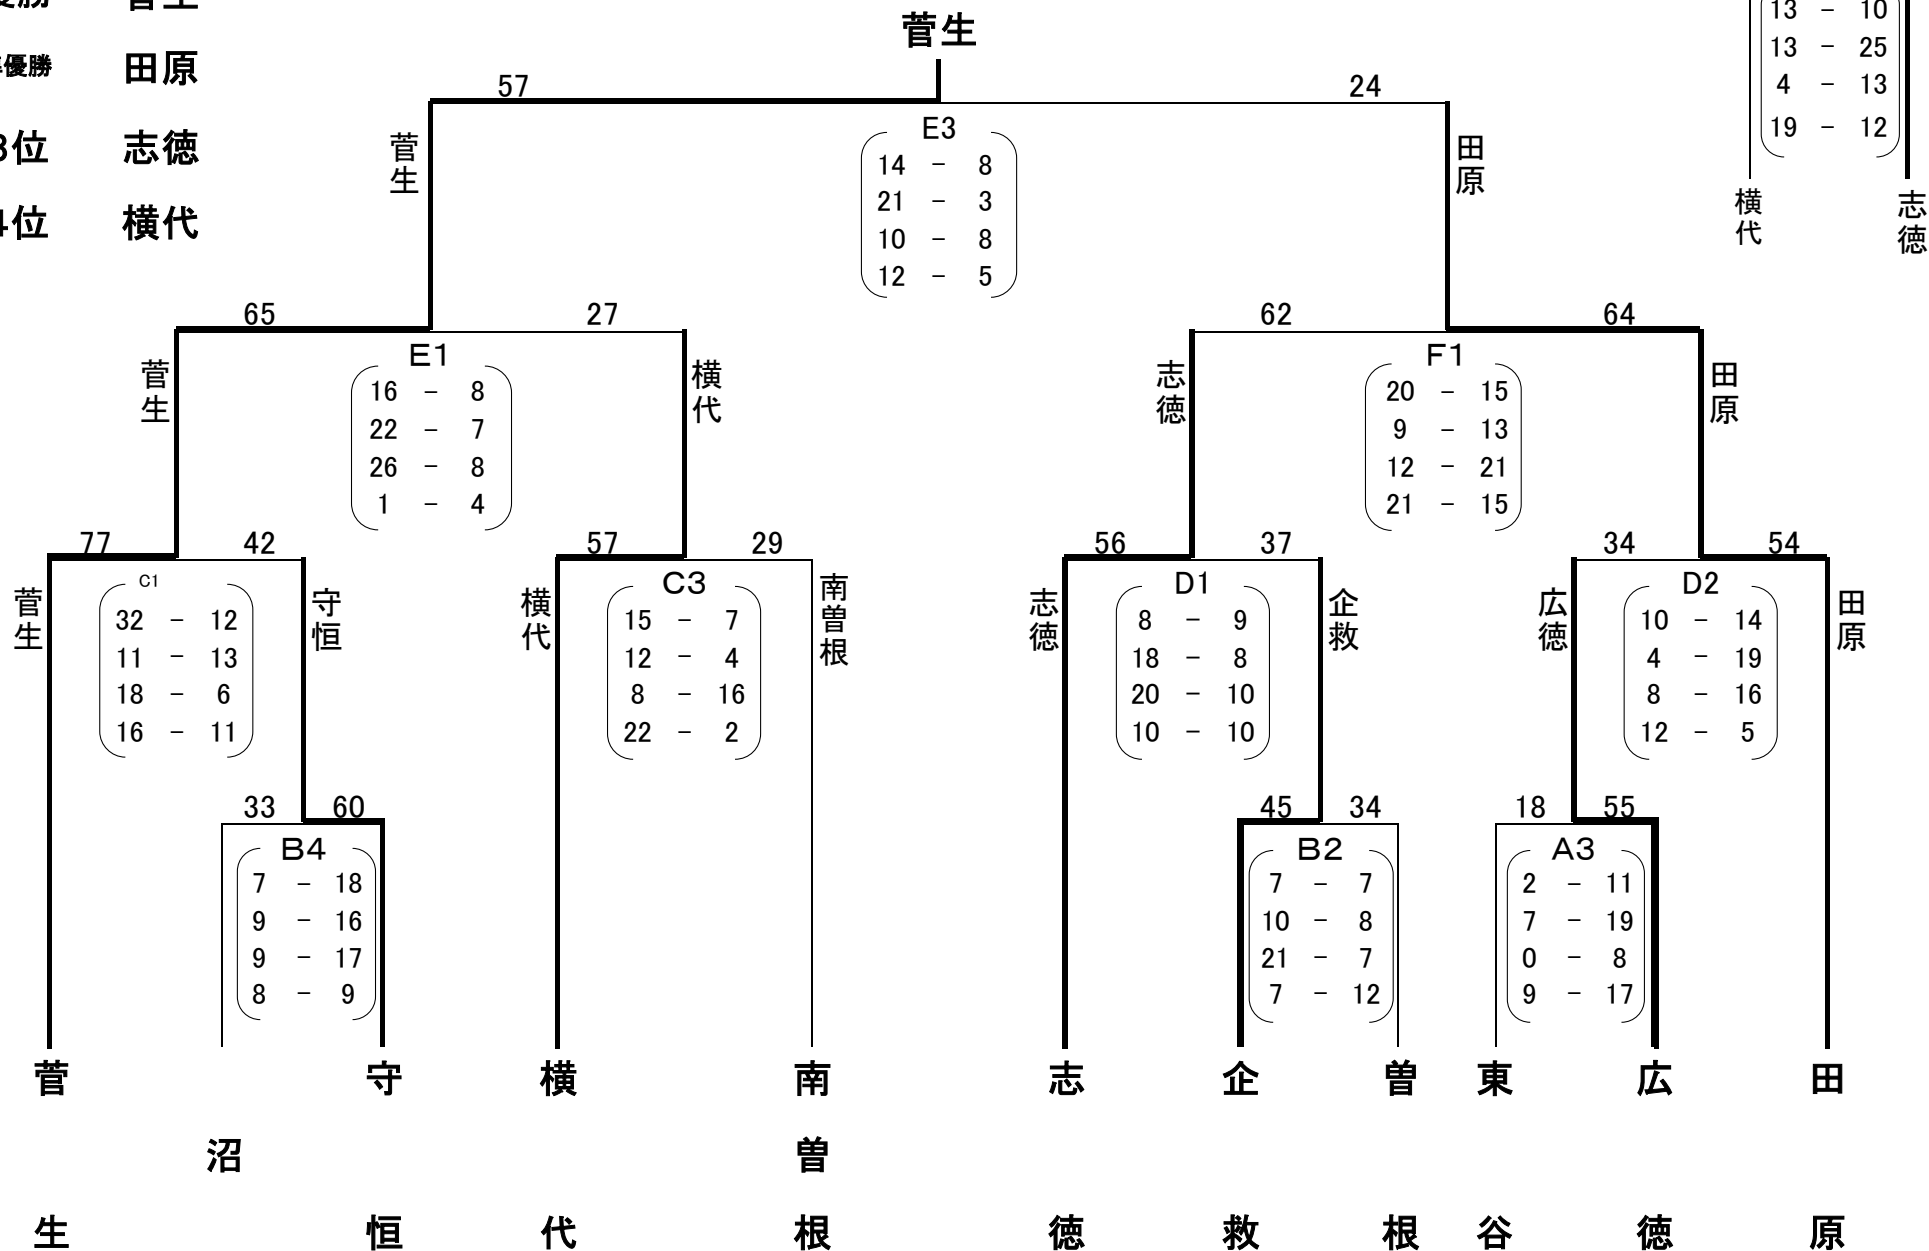 優勝 菅生
準優勝 田原
3位 志徳
4位 横代
菅生
13 － 10
13 － 25
4 － 13
19 － 12
横代
志徳
57
24
菅生
田原
E3
14 － 8
21 － 3
10 － 8
12 － 5
65
27
62
64
菅生
横代
志徳
田原
E1
16 － 8
22 － 7
26 － 8
1 － 4
F1
20 － 15
9 － 13
12 － 21
21 － 15
77
42
57
29
56
37
34
54
菅生
守恒
横代
南曽根
志徳
企救
広徳
田原
C1
32 － 12
11 － 13
18 － 6
16 － 11
C3
15 － 7
12 － 4
8 － 16
22 － 2
D1
8 － 9
18 － 8
20 － 10
10 － 10
D2
10 － 14
4 － 19
8 － 16
12 － 5
33
60
45
34
18
55
B4
7 － 18
9 － 16
9 － 17
8 － 9
B2
7 － 7
10 － 8
21 － 7
7 － 12
A3
2 － 11
7 － 19
0 － 8
9 － 17
菅生
沼
守恒
横代
南曽根
志徳
企救
曽根
東谷
広徳
田原